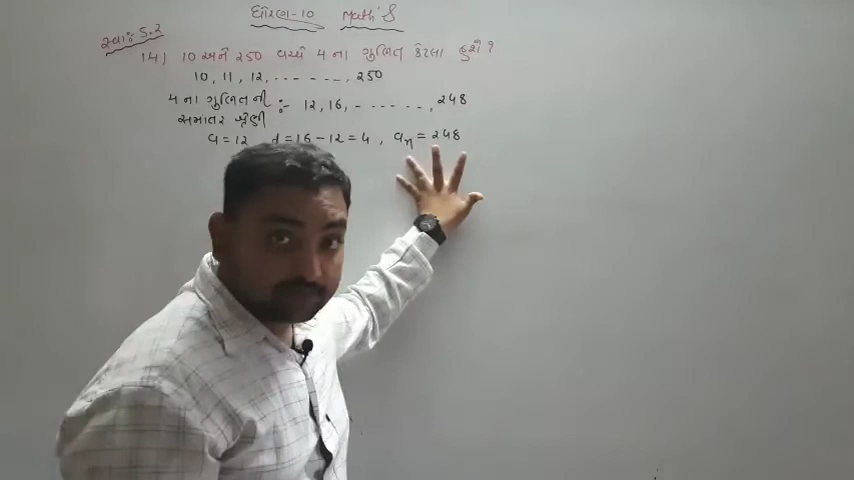 ધોરણ-10 Math'S
સ્વા: 5.2
14) 10 અને 250 વચ્ચે 4 ના ગુણિત કેટલા હશે ?
10, 11, 12, ........, 250
4 ના ગુણિતની :- 12, 16, - - - - - -, 248
સમાંતર શ્રેણી
a = 12 d = 16 - 12 = 4 , an = 248